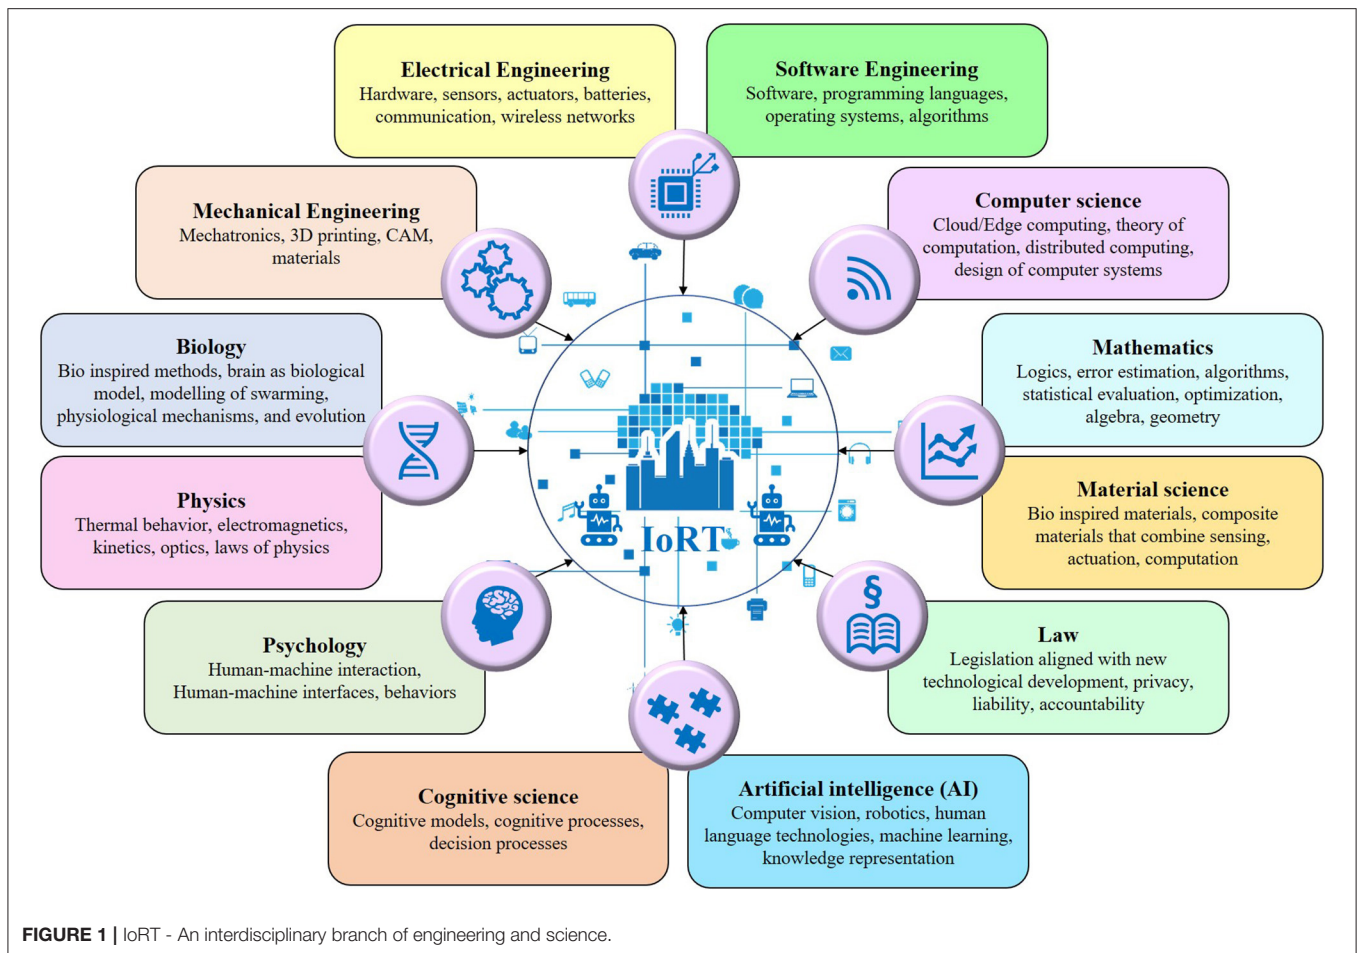 Electrical Engineering
Hardware, sensors, actuators, batteries,
communication, wireless networks
Software Engineering
Software, programming languages,
operating systems, algorithms
Mechanical Engineering
Mechatronics, 3D printing, CAM,
materials
Computer science
Cloud/Edge computing, theory of
computation, distributed computing,
design of computer systems
Biology
Bio inspired methods, brain as biological
model, modelling of swarming,
physiological mechanisms, and evolution
Mathematics
Logics, error estimation, algorithms,
statistical evaluation, optimization,
algebra, geometry
Physics
Thermal behavior, electromagnetics,
kinetics, optics, laws of physics
IoRT
Material science
Bio inspired materials, composite
materials that combine sensing,
actuation, computation
Psychology
Human-machine interaction,
Human-machine interfaces, behaviors
§
Law
Legislation aligned with new
technological development, privacy,
liability, accountability
Cognitive science
Cognitive models, cognitive processes,
decision processes
Artificial intelligence (AI)
Computer vision, robotics, human
language technologies, machine learning,
knowledge representation
FIGURE 1 | IoRT - An interdisciplinary branch of engineering and science.